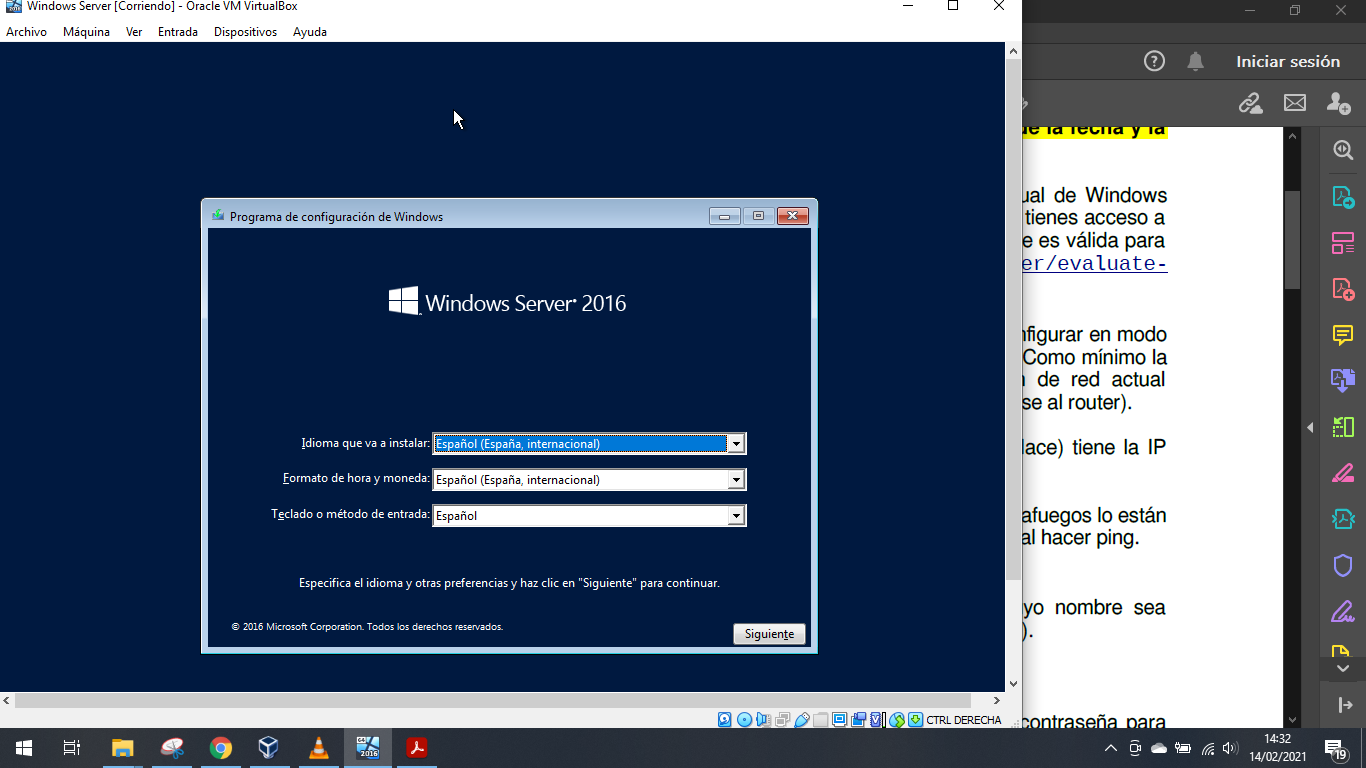 Windows Server [Corriendo] - Oracle VM VirtualBox
Archivo Máquina Ver Entrada Dispositivos Ayuda
Programa de configuración de Windows
Windows Server 2016
Idioma que va a instalar: Español (España, internacional)
Formato de hora y moneda: Español (España, internacional)
Teclado o método de entrada: Español
Especifica el idioma y otras preferencias y haz clic en "Siguiente" para continuar.
© 2016 Microsoft Corporation. Todos los derechos reservados.
Siguiente
CTRL DERECHA
Iniciar sesión
de la fecha y la
ual de Windows
tienes acceso a
e es válida para
er/evaluate-
nfigurar en modo
Como mínimo la
n de red actual
se al router).
lace) tiene la IP
afuegos lo están
al hacer ping.
yo nombre sea
).
contraseña para
2016
14:32
14/02/2021
19